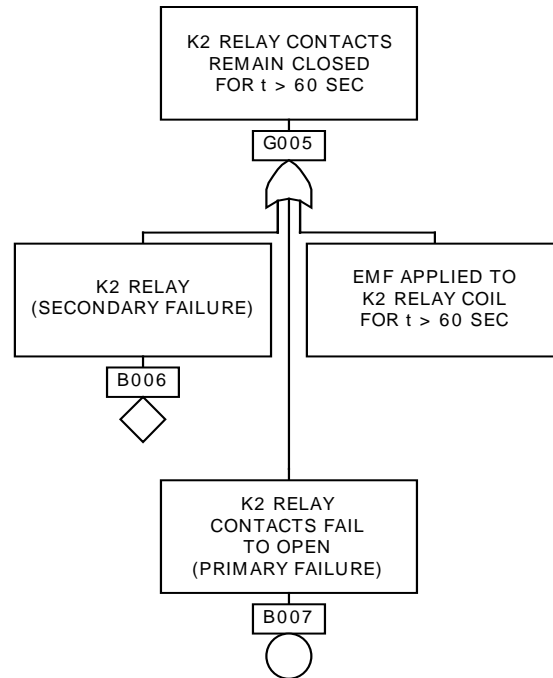 K2 RELAY CONTACTS
REMAIN CLOSED
FOR t > 60 SEC
G005
K2 RELAY
(SECONDARY FAILURE)
B006
EMF APPLIED TO
K2 RELAY COIL
FOR t > 60 SEC
K2 RELAY
CONTACTS FAIL
TO OPEN
(PRIMARY FAILURE)
B007